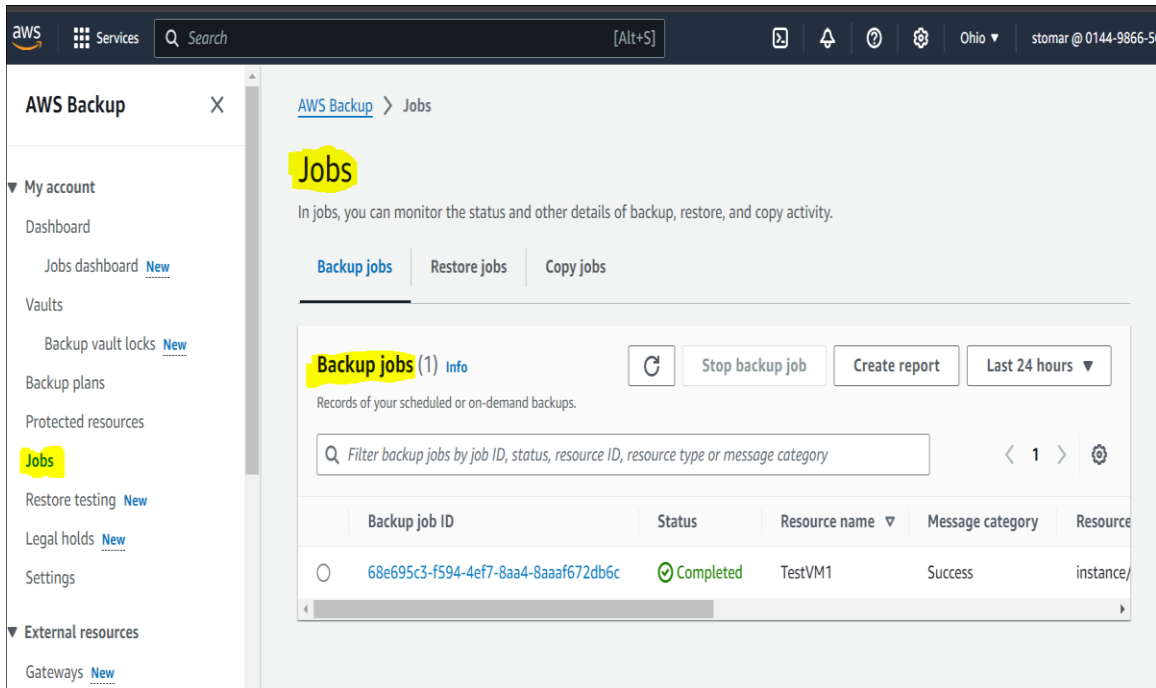 aws Services Search [Alt+S] Ohio ▼ stomar @ 0144-9866-5
AWS Backup X
▼ My account
Dashboard
Jobs dashboard New
Vaults
Backup vault locks New
Backup plans
Protected resources
Jobs
Restore testing New
Legal holds New
Settings
▼ External resources
Gateways New
AWS Backup > Jobs
Jobs
In jobs, you can monitor the status and other details of backup, restore, and copy activity.
Backup jobs Restore jobs Copy jobs
Backup jobs (1) Info Stop backup job Create report Last 24 hours ▼
Records of your scheduled or on-demand backups.
Filter backup jobs by job ID, status, resource ID, resource type or message category < 1 >
Backup job ID Status Resource name ▽ Message category Resource
68e695c3-f594-4ef7-8aa4-8aaaf672db6c Completed TestVM1 Success instance/